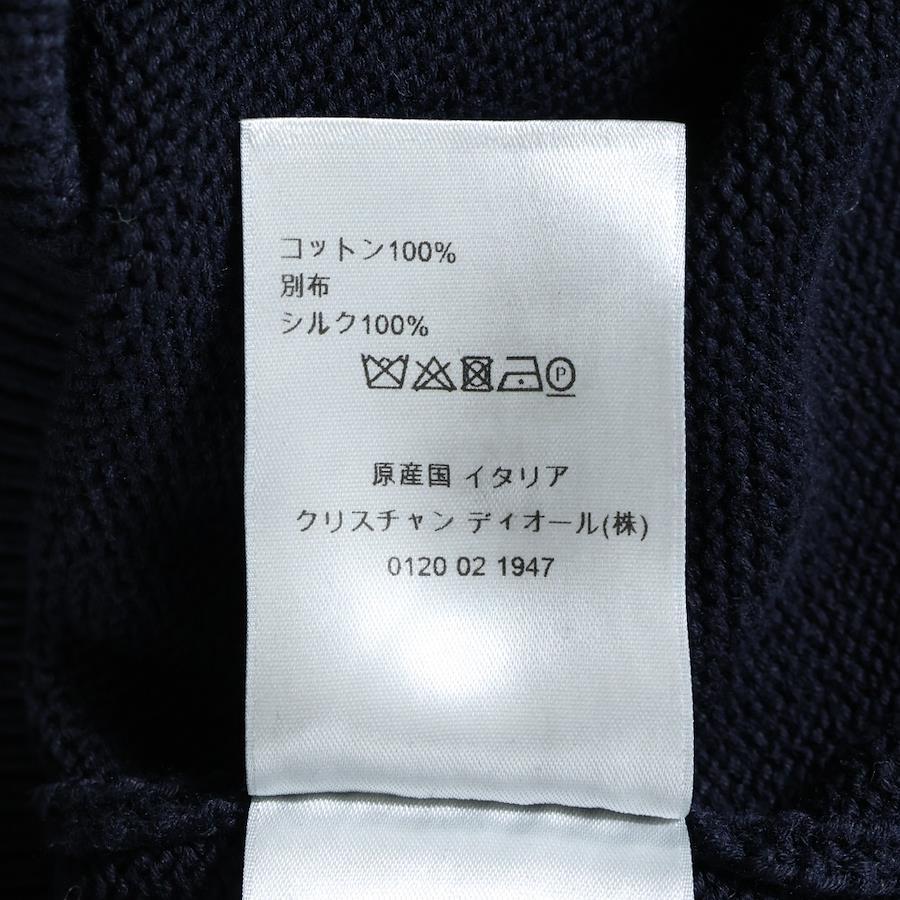 コットン100%
別布
シルク100%
P
原産国 イタリア
クリスチャン ディオール(株)
0120 02 1947